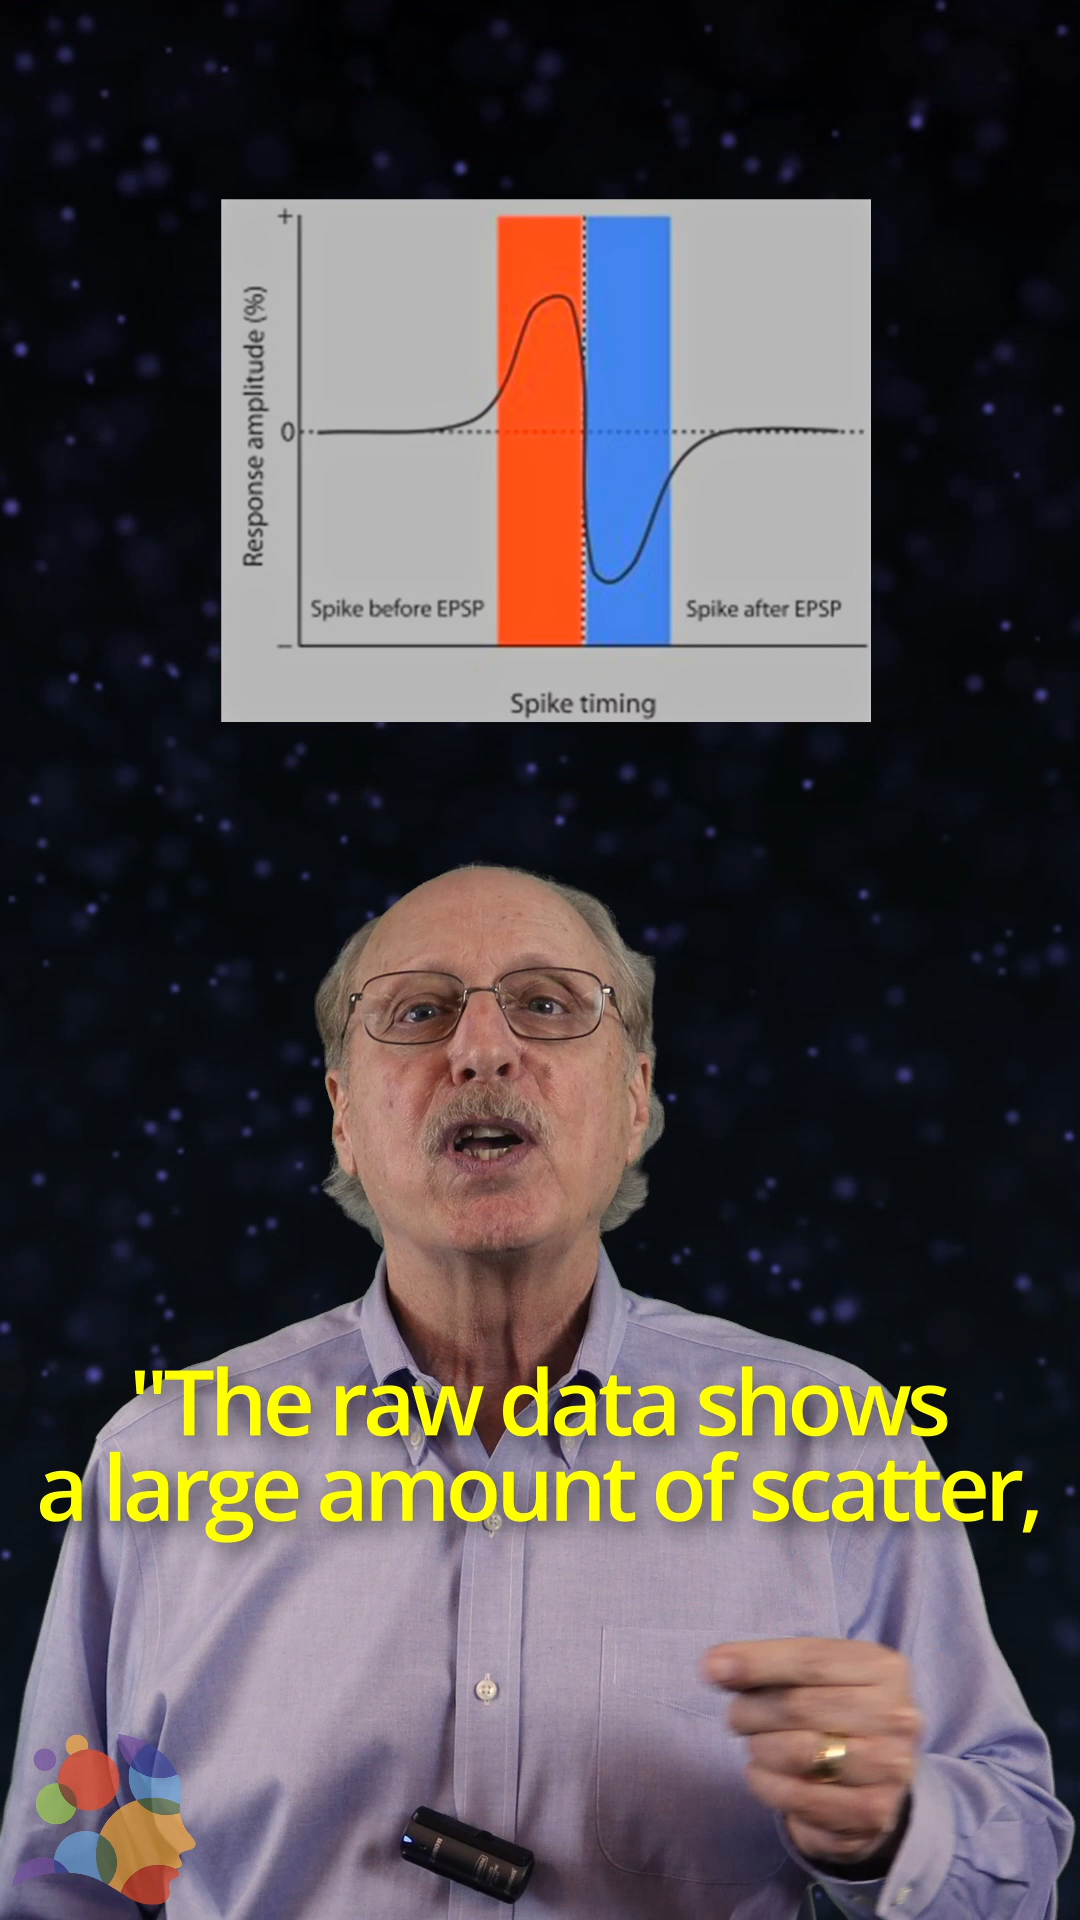 +
Response amplitude (%)
0
Spike before EPSP
Spike after EPSP
–
Spike timing
"The raw data shows
a large amount of scatter,